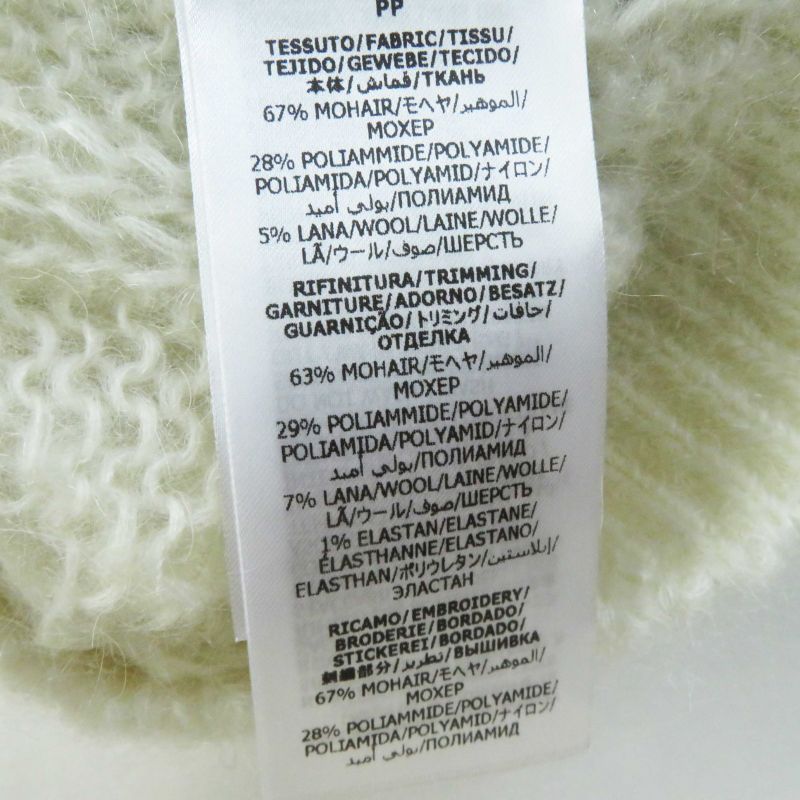 PP
TESSUTO/FABRIC/TISSU/
TEJIDO/GEWEBE/TECIDO/
本体/قماش/ТКАНЬ
67% MOHAIR/モヘヤ/الموهير/
МОХЕР
28% POLIAMMIDE/POLYAMIDE/
POLIAMIDA/POLYAMID/ナイロン/
بولي أميد/ПОЛИАМИД
5% LANA/WOOL/LAINE/WOLLE/
LÃ/ウール/صوف/ШЕРСТЬ
RIFINITURA/TRIMMING/
GARNITURE/ADORNO/BESATZ/
GUARNIÇÃO/トリミング/حافات/
ОТДЕЛКА
63% MOHAIR/モヘヤ/الموهير/
МОХЕР
29% POLIAMMIDE/POLYAMIDE/
POLIAMIDA/POLYAMID/ナイロン/
بولي أميد/ПОЛИАМИД
7% LANA/WOOL/LAINE/WOLLE/
LÃ/ウール/صوف/ШЕРСТЬ
1% ELASTAN/ELASTANE/
ÉLASTHANNE/ELASTANO/
ELASTHAN/ポリウレタン/إيلاستين/
ЭЛАСТАН
RICAMO/EMBROIDERY/
BRODERIE/BORDADO/
STICKEREI/BORDADO/
刺繍部分/تطريز/ВЫШИВКА
67% MOHAIR/モヘヤ/الموهير/
МОХЕР
28% POLIAMMIDE/POLYAMIDE/
POLIAMIDA/POLYAMID/ナイロン/
بولي أميد/ПОЛИАМИД